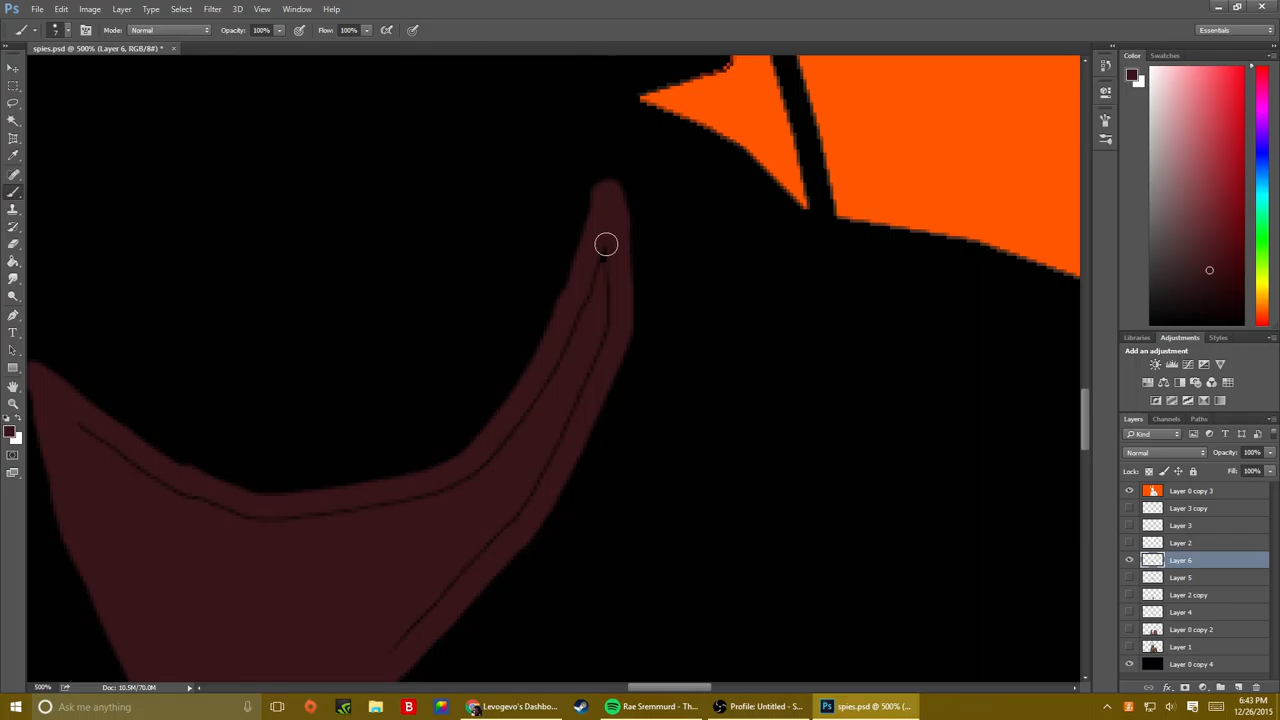 Ps File Edit Image Layer Type Select Filter 3D View Window Help
7 Mode: Normal Opacity: 100% Flow: 100% Essentials
spies.psd @ 500% (Layer 6, RGB/8#) *
Color Swatches
Libraries Adjustments Styles
Add an adjustment
Layers Channels Paths
Kind
Normal Opacity: 100%
Lock: Fill: 100%
Layer 0 copy 3
Layer 3 copy
Layer 3
Layer 2
Layer 6
Layer 5
Layer 2 copy
Layer 4
Layer 0 copy 2
Layer 1
Layer 0 copy 4
500% Doc: 10.5M/70.0M
Ask me anything Levogevo's Dashbo... Rae Sremmurd - Th... Profile: Untitled - ... spies.psd @ 500% (... 6:43 PM
12/26/2015